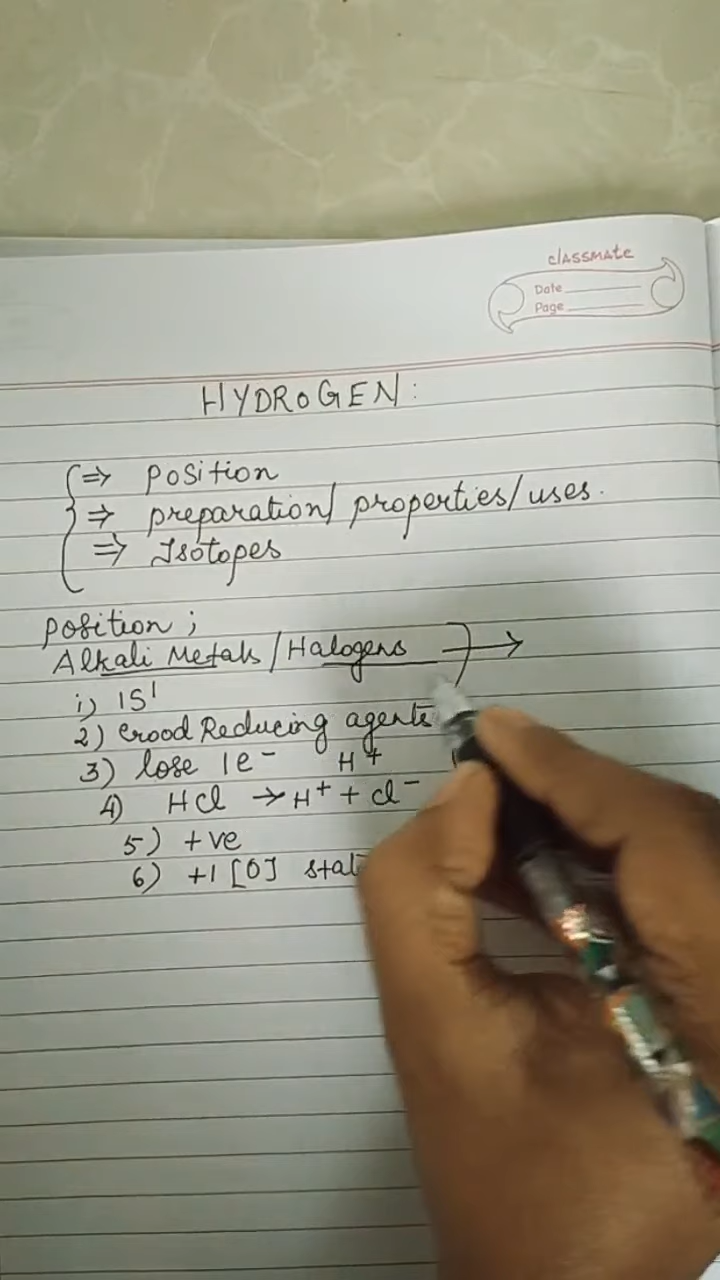 classmate
Date
Page
HYDROGEN:
⇒ position
⇒ preparation/ properties/uses.
⇒ Isotopes
position ;
Alkali Metals / Halogens →
i) 1S¹
2) Good Reducing agents
3) lose 1e⁻ H⁺
4) HCl → H⁺ + Cl⁻
5) +ve
6) +1 [O]